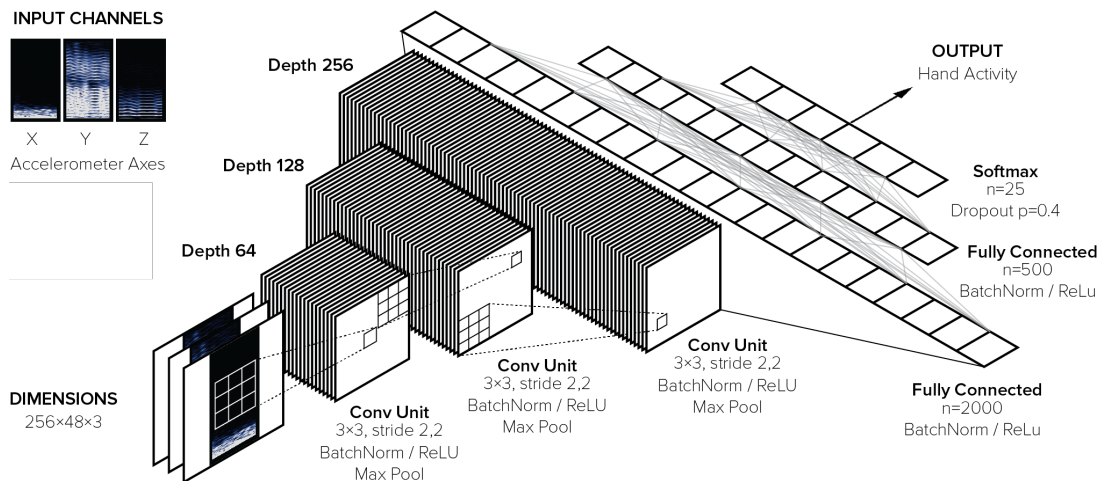 INPUT CHANNELS
X Y Z
Accelerometer Axes
Depth 256
Depth 128
Depth 64
DIMENSIONS
256×48×3
Conv Unit
3×3, stride 2,2
BatchNorm / ReLU
Max Pool
Conv Unit
3×3, stride 2,2
BatchNorm / ReLU
Max Pool
Conv Unit
3×3, stride 2,2
BatchNorm / ReLU
Max Pool
Fully Connected
n=2000
BatchNorm / ReLu
Fully Connected
n=500
BatchNorm / ReLu
Softmax
n=25
Dropout p=0.4
OUTPUT
Hand Activity